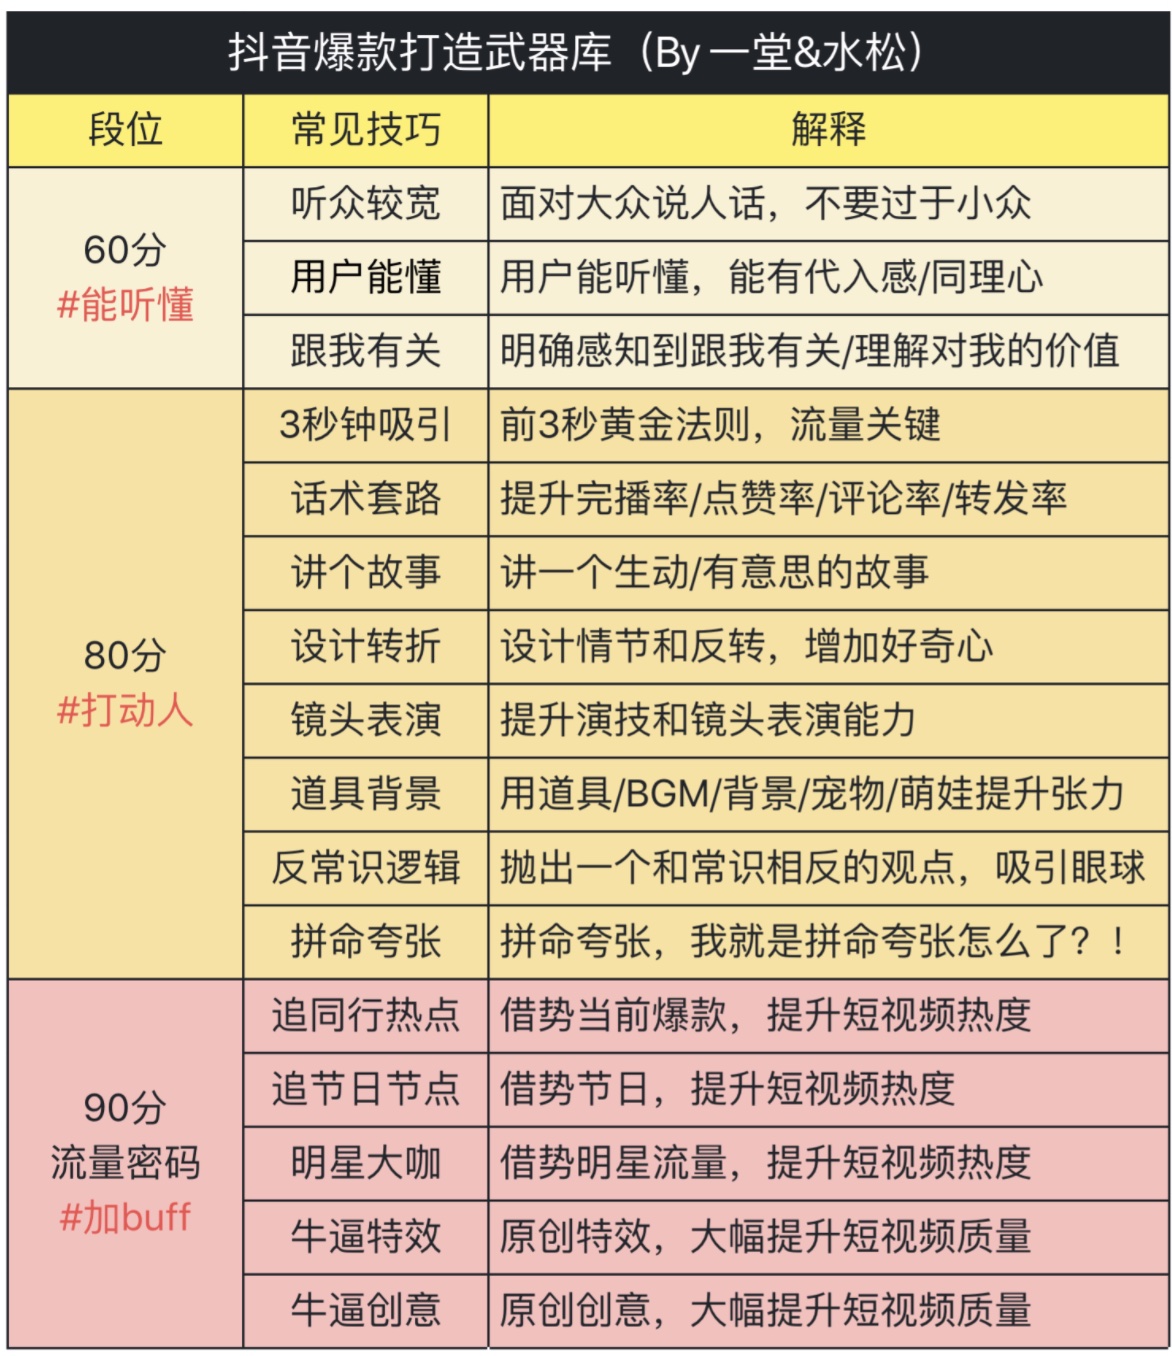 抖音爆款打造武器库（By 一堂&水松）
段位 常见技巧 解释
60分
#能听懂
听众较宽 面对大众说人话，不要过于小众
用户能懂 用户能听懂，能有代入感/同理心
跟我有关 明确感知到跟我有关/理解对我的价值
80分
#打动人
3秒钟吸引 前3秒黄金法则，流量关键
话术套路 提升完播率/点赞率/评论率/转发率
讲个故事 讲一个生动/有意思的故事
设计转折 设计情节和反转，增加好奇心
镜头表演 提升演技和镜头表演能力
道具背景 用道具/BGM/背景/宠物/萌娃提升张力
反常识逻辑 抛出一个和常识相反的观点，吸引眼球
拼命夸张 拼命夸张，我就是拼命夸张怎么了？！
90分
流量密码
#加buff
追同行热点 借势当前爆款，提升短视频热度
追节日节点 借势节日，提升短视频热度
明星大咖 借势明星流量，提升短视频热度
牛逼特效 原创特效，大幅提升短视频质量
牛逼创意 原创创意，大幅提升短视频质量